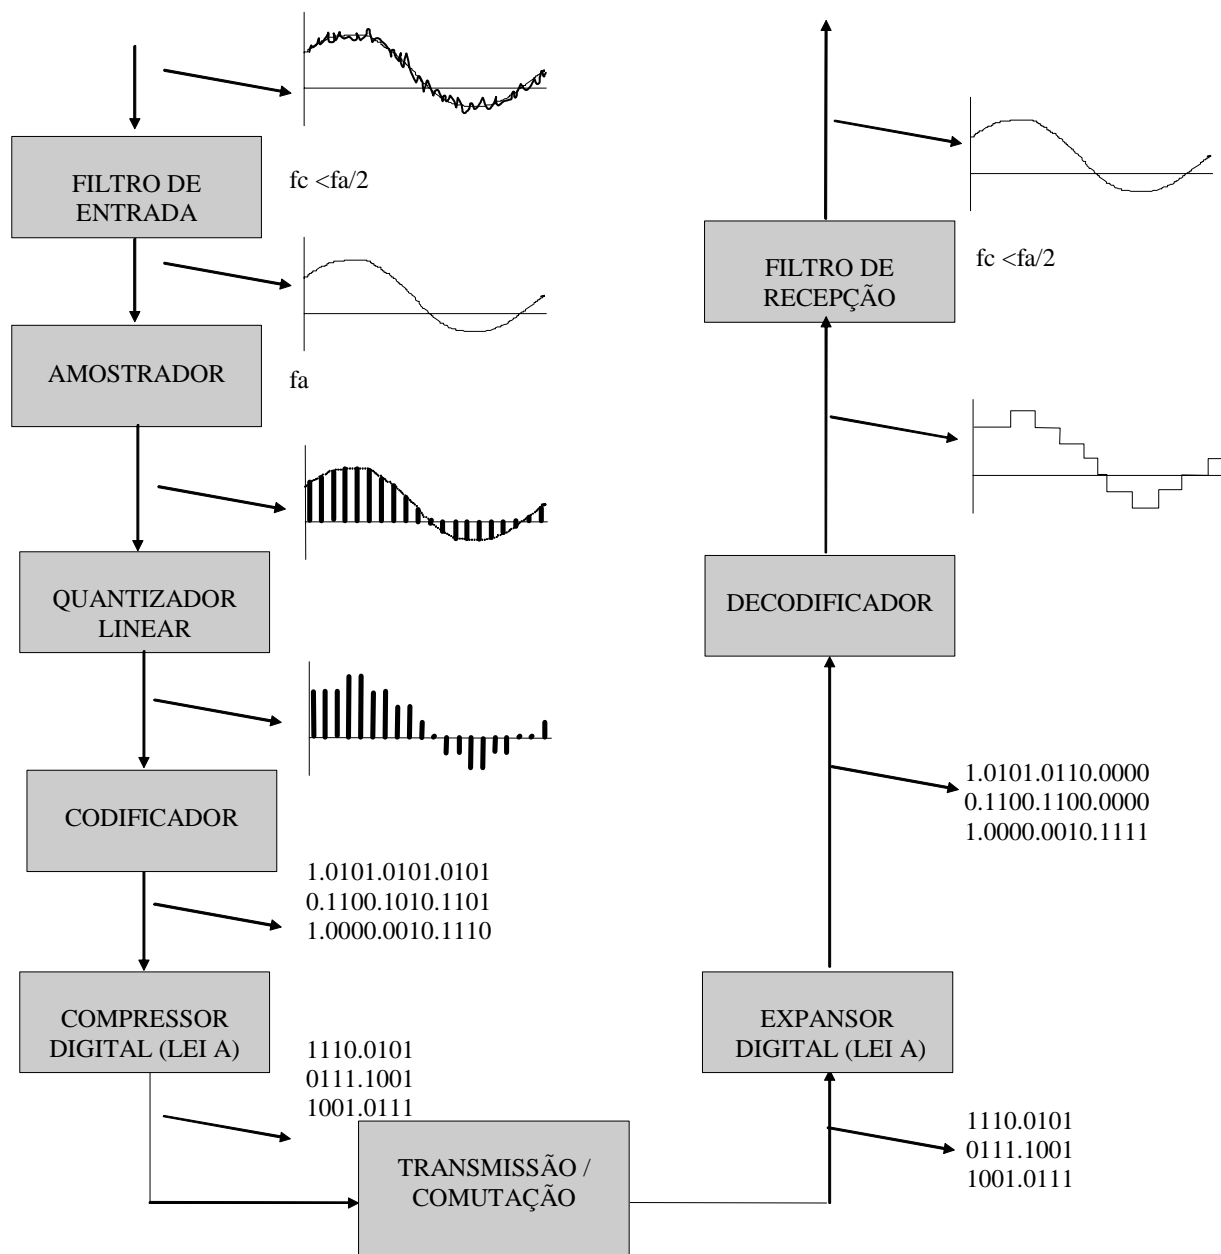 FILTRO DE
ENTRADA
fc <fa/2
AMOSTRADOR
fa
QUANTIZADOR
LINEAR
CODIFICADOR
1.0101.0101.0101
0.1100.1010.1101
1.0000.0010.1110
COMPRESSOR
DIGITAL (LEI A)
1110.0101
0111.1001
1001.0111
TRANSMISSÃO /
COMUTAÇÃO
1110.0101
0111.1001
1001.0111
EXPANSOR
DIGITAL (LEI A)
1.0101.0110.0000
0.1100.1100.0000
1.0000.0010.1111
DECODIFICADOR
FILTRO DE
RECEPÇÃO
fc <fa/2